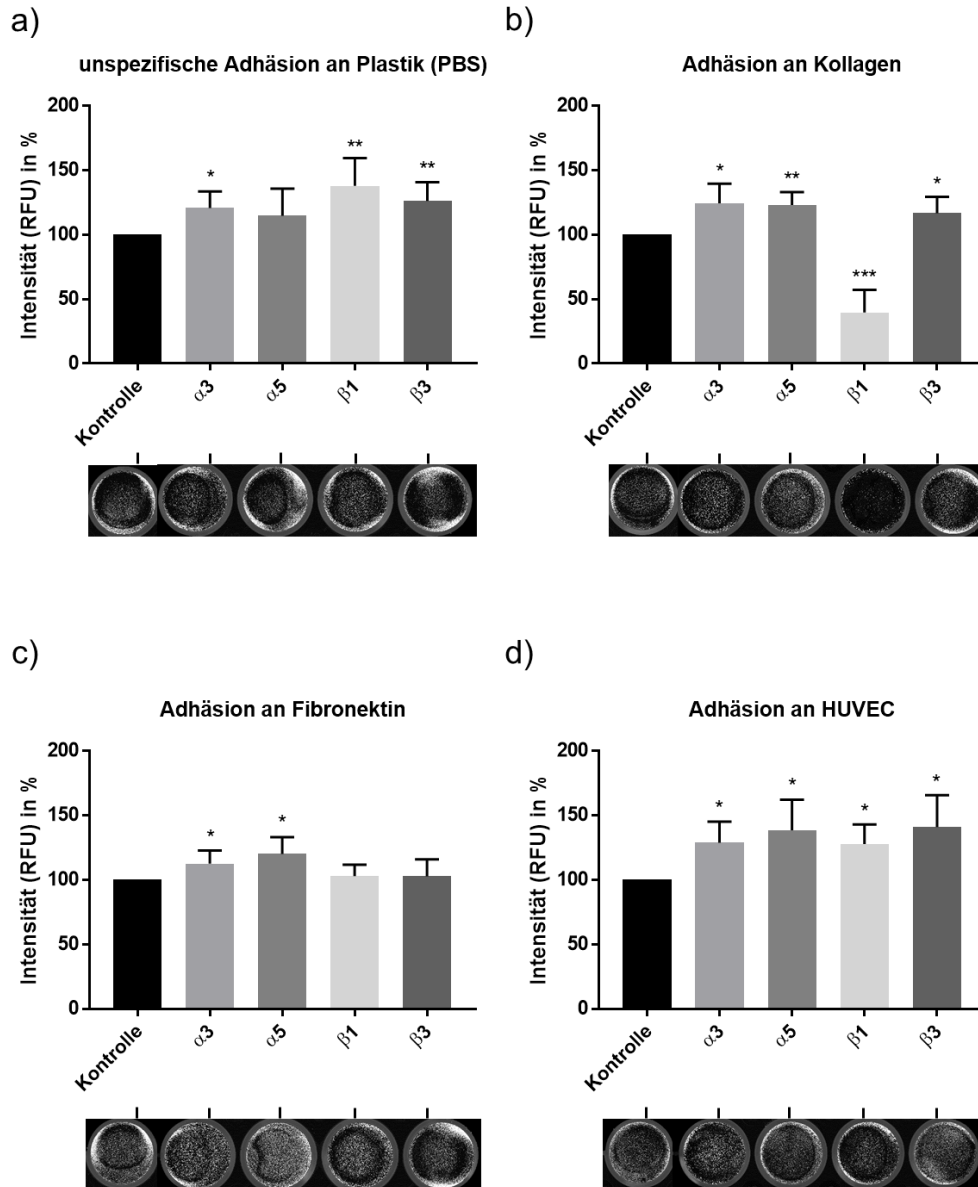 a)
unspezifische Adhäsion an Plastik (PBS)
Intensität (RFU) in %
200
150
100
50
0
*
**
**
Kontrolle
α3
α5
β1
β3
b)
Adhäsion an Kollagen
Intensität (RFU) in %
200
150
100
50
0
*
**
***
*
Kontrolle
α3
α5
β1
β3
c)
Adhäsion an Fibronektin
Intensität (RFU) in %
200
150
100
50
0
*
*
Kontrolle
α3
α5
β1
β3
d)
Adhäsion an HUVEC
Intensität (RFU) in %
200
150
100
50
0
*
*
*
*
Kontrolle
α3
α5
β1
β3